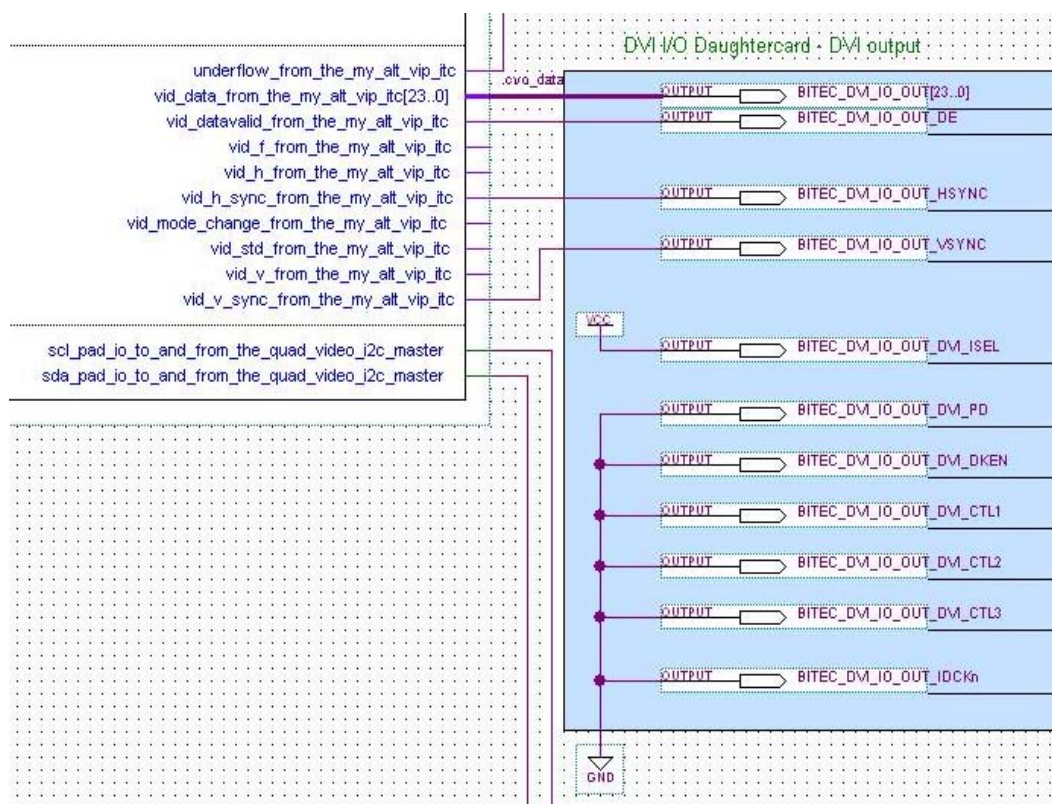 DVI I/O Daughtercard - DVI output
underflow_from_the_my_alt_vip_itc
vid_data_from_the_my_alt_vip_itc[23..0]
vid_datavalid_from_the_my_alt_vip_itc
vid_f_from_the_my_alt_vip_itc
vid_h_from_the_my_alt_vip_itc
vid_h_sync_from_the_my_alt_vip_itc
vid_mode_change_from_the_my_alt_vip_itc
vid_std_from_the_my_alt_vip_itc
vid_v_from_the_my_alt_vip_itc
vid_v_sync_from_the_my_alt_vip_itc
scl_pad_io_to_and_from_the_quad_video_i2c_master
sda_pad_io_to_and_from_the_quad_video_i2c_master
cvo_data
OUTPUT BITEC_DVI_IO_OUT[23..0]
OUTPUT BITEC_DVI_IO_OUT_DE
OUTPUT BITEC_DVI_IO_OUT_HSYNC
OUTPUT BITEC_DVI_IO_OUT_VSYNC
VCC
OUTPUT BITEC_DVI_IO_OUT_DVI_ISEL
OUTPUT BITEC_DVI_IO_OUT_DVI_PD
OUTPUT BITEC_DVI_IO_OUT_DVI_DKEN
OUTPUT BITEC_DVI_IO_OUT_DVI_CTL1
OUTPUT BITEC_DVI_IO_OUT_DVI_CTL2
OUTPUT BITEC_DVI_IO_OUT_DVI_CTL3
OUTPUT BITEC_DVI_IO_OUT_IDCKn
GND